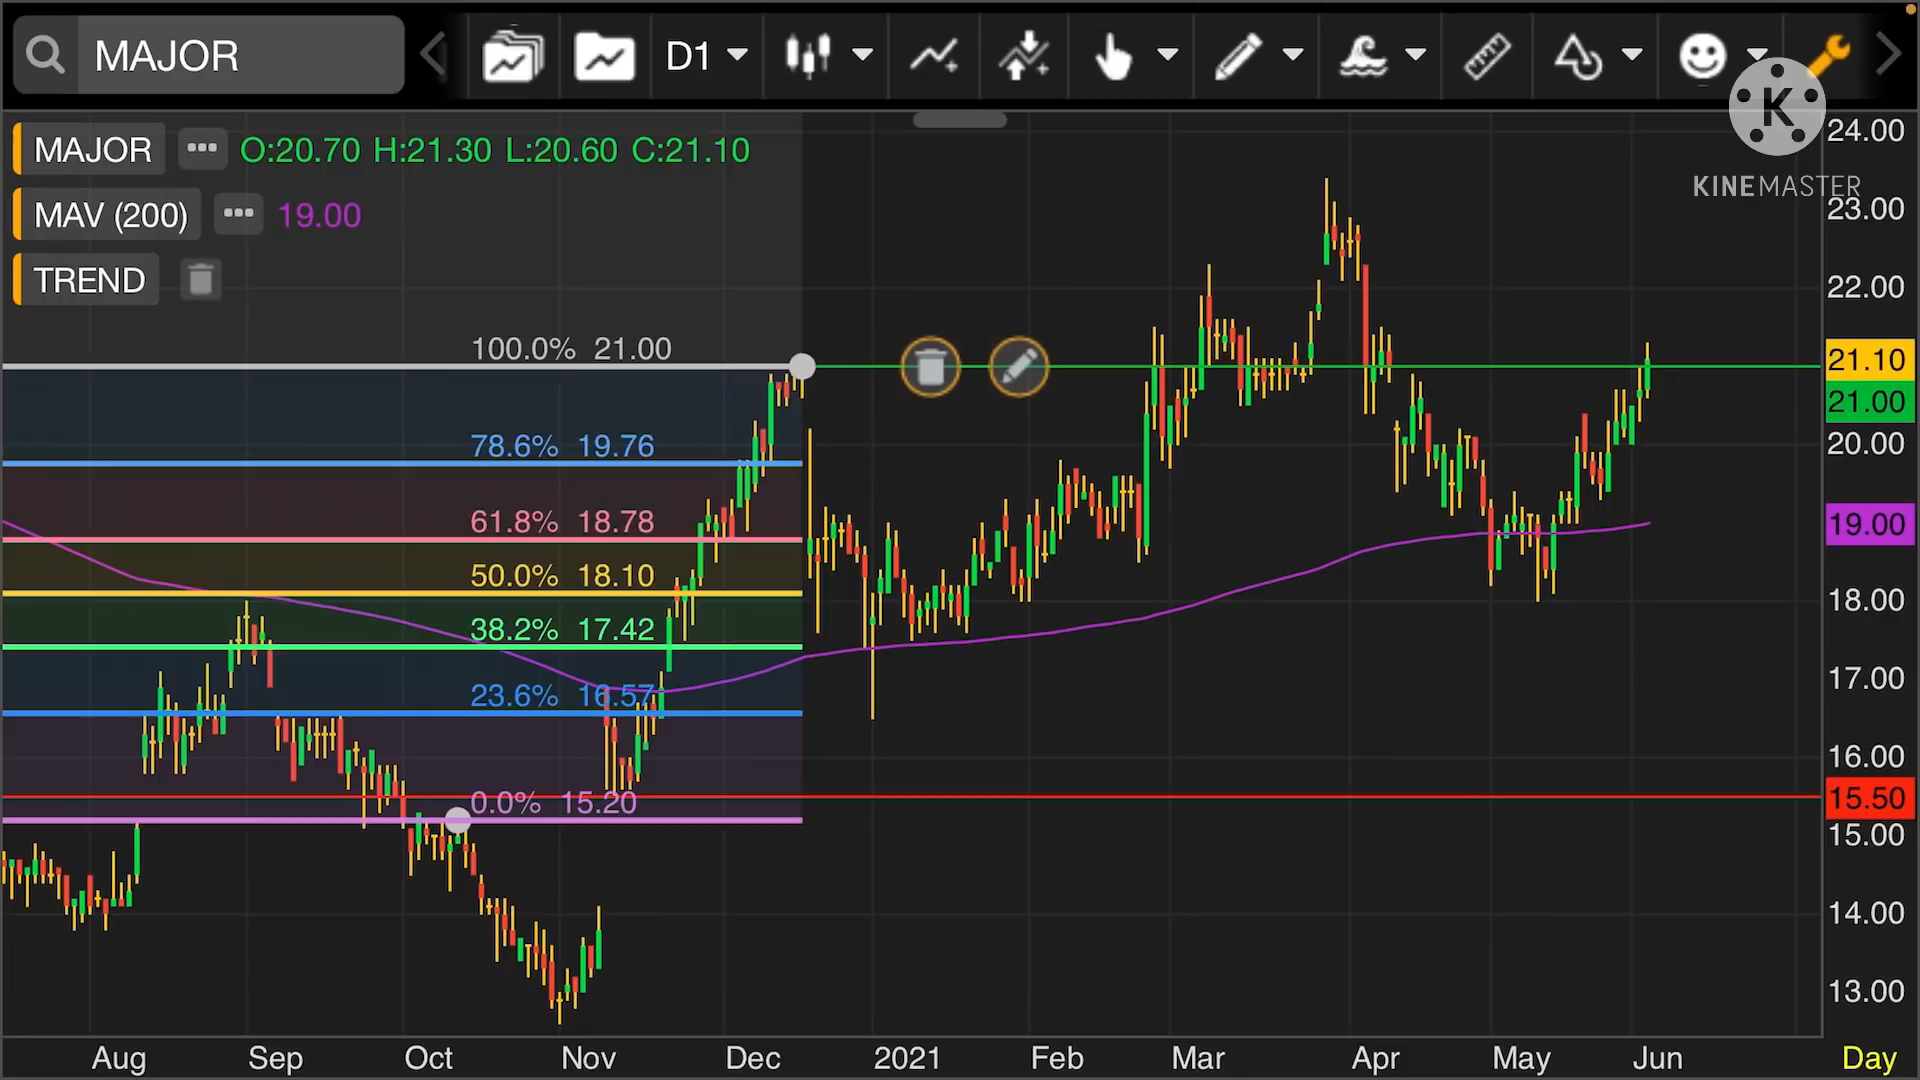 MAJOR
D1
MAJOR ••• O:20.70 H:21.30 L:20.60 C:21.10
MAV (200) ••• 19.00
TREND
K
KINEMASTER
24.00
23.00
22.00
21.10
21.00
20.00
19.00
18.00
17.00
16.00
15.50
15.00
14.00
13.00
100.0% 21.00
78.6% 19.76
61.8% 18.78
50.0% 18.10
38.2% 17.42
23.6% 16.57
0.0% 15.20
Aug Sep Oct Nov Dec 2021 Feb Mar Apr May Jun Day